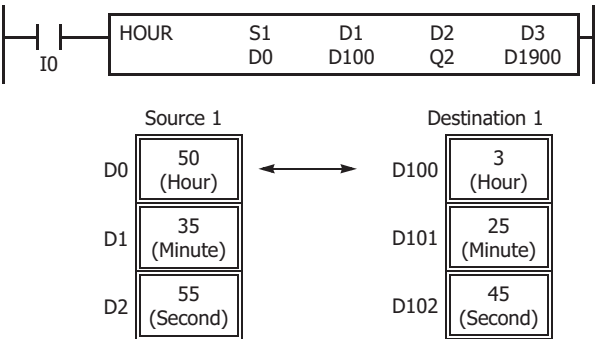 HOUR S1 D1 D2 D3
D0 D100 Q2 D1900
I0
Source 1 Destination 1
D0 50 (Hour) D100 3 (Hour)
D1 35 (Minute) D101 25 (Minute)
D2 55 (Second) D102 45 (Second)